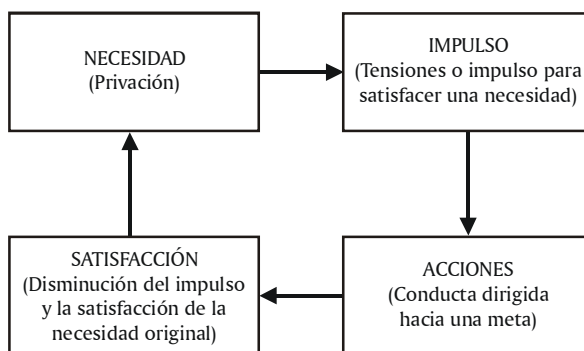 NECESIDAD
(Privación)
IMPULSO
(Tensiones o impulso para
satisfacer una necesidad)
SATISFACCIÓN
(Disminución del impulso
y la satisfacción de la
necesidad original)
ACCIONES
(Conducta dirigida
hacia una meta)